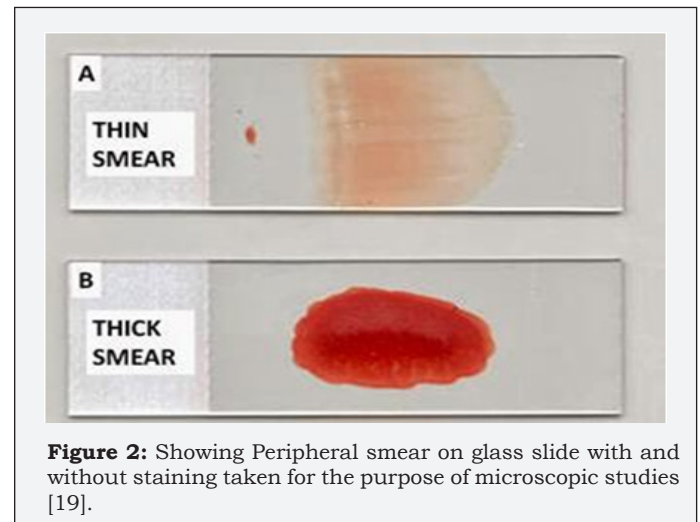 A
THIN
SMEAR
B
THICK
SMEAR
Figure 2: Showing Peripheral smear on glass slide with and
without staining taken for the purpose of microscopic studies
[19].